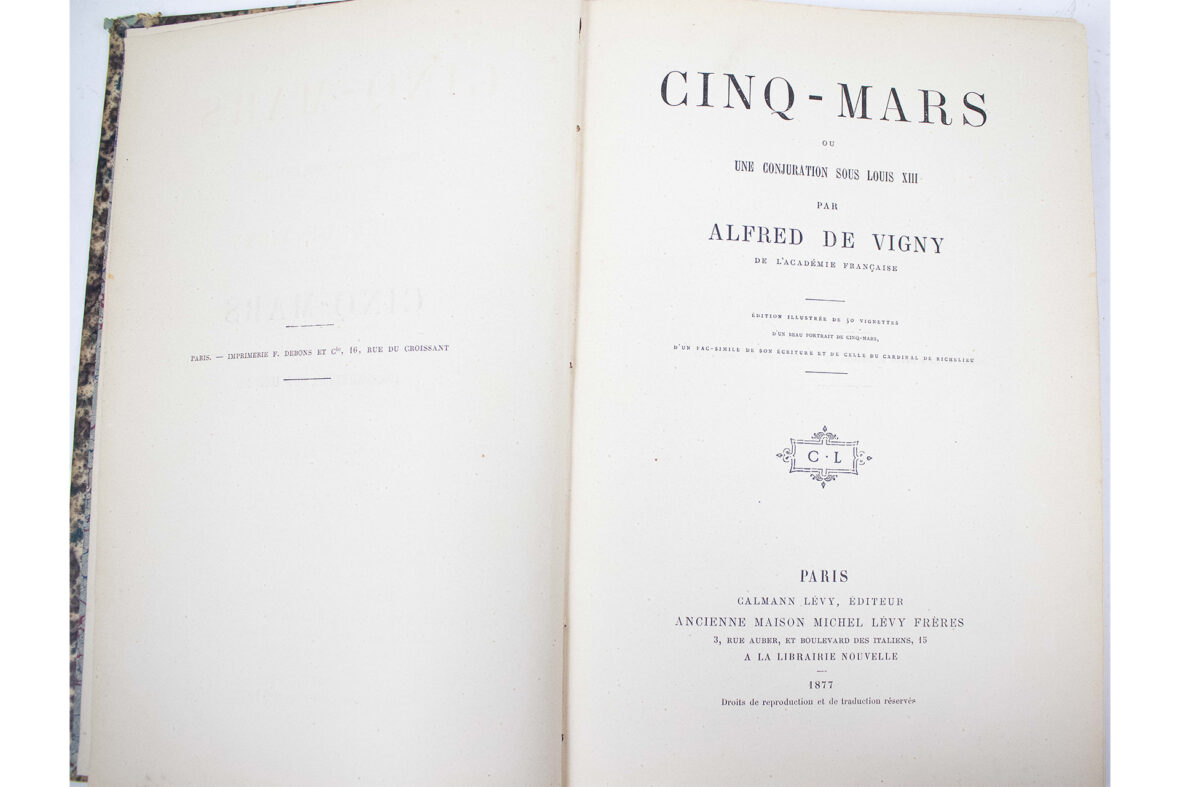 PARIS. — IMPRIMERIE F. DEBONS ET Cie, 16, RUE DU CROISSANT
CINQ-MARS
OU
UNE CONJURATION SOUS LOUIS XIII
PAR
ALFRED DE VIGNY
DE L'ACADÉMIE FRANÇAISE
ÉDITION ILLUSTRÉE DE 50 VIGNETTES
D'UN BEAU PORTRAIT DE CINQ-MARS,
D'UN FAC-SIMILE DE SON ÉCRITURE ET DE CELLE DU CARDINAL DE RICHELIEU
C·L
PARIS
CALMANN LÉVY, ÉDITEUR
ANCIENNE MAISON MICHEL LÉVY FRÈRES
3, RUE AUBER, ET BOULEVARD DES ITALIENS, 15
A LA LIBRAIRIE NOUVELLE
1877
Droits de reproduction et de traduction réservés